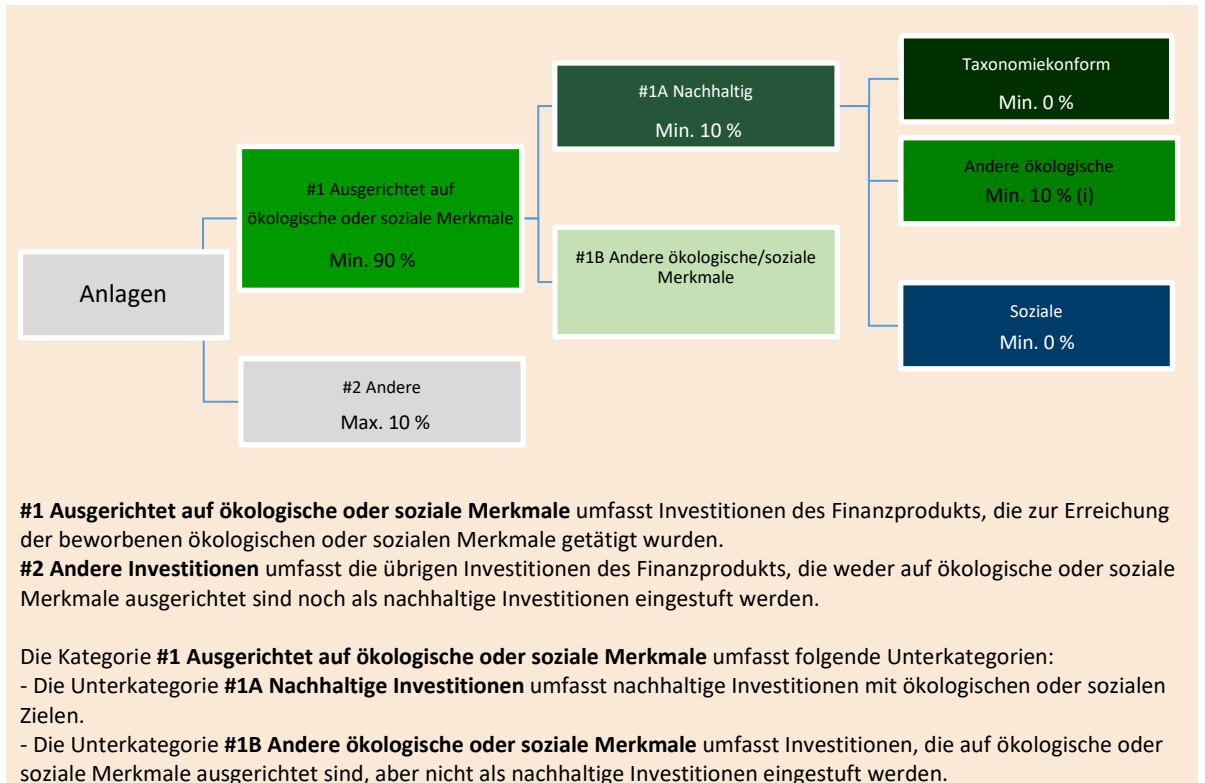 Taxonomiekonform
Min. 0 %
#1A Nachhaltig
Min. 10 %
Andere ökologische
Min. 10 % (i)
#1 Ausgerichtet auf
ökologische oder soziale Merkmale
Min. 90 %
#1B Andere ökologische/soziale
Merkmale
Anlagen
Soziale
Min. 0 %
#2 Andere
Max. 10 %
#1 Ausgerichtet auf ökologische oder soziale Merkmale umfasst Investitionen des Finanzprodukts, die zur Erreichung
der beworbenen ökologischen oder sozialen Merkmale getätigt wurden.
#2 Andere Investitionen umfasst die übrigen Investitionen des Finanzprodukts, die weder auf ökologische oder soziale
Merkmale ausgerichtet sind noch als nachhaltige Investitionen eingestuft werden.
Die Kategorie #1 Ausgerichtet auf ökologische oder soziale Merkmale umfasst folgende Unterkategorien:
- Die Unterkategorie #1A Nachhaltige Investitionen umfasst nachhaltige Investitionen mit ökologischen oder sozialen
Zielen.
- Die Unterkategorie #1B Andere ökologische oder soziale Merkmale umfasst Investitionen, die auf ökologische oder
soziale Merkmale ausgerichtet sind, aber nicht als nachhaltige Investitionen eingestuft werden.